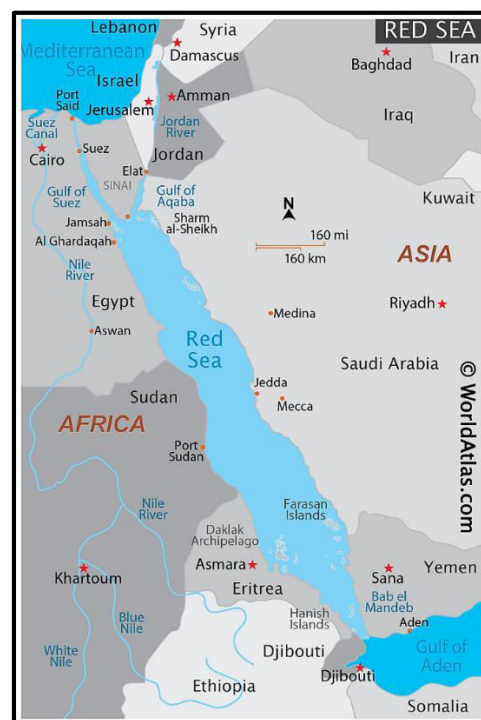 RED SEA
Lebanon
Syria
Mediterranean
Sea
Damascus
Baghdad
Iran
Israel
Port
Said
Jerusalem
Amman
Iraq
Suez
Canal
Jordan
River
Cairo
Suez
Jordan
Elat
SINAI
Kuwait
Gulf of
Suez
Gulf of
Aqaba
N
Jamsah
Sharm
al-Sheikh
Al Ghardaqah
160 mi
160 km
ASIA
Nile
River
Egypt
Riyadh
Medina
Aswan
Red
Sea
Saudi Arabia
Jedda
Mecca
Sudan
AFRICA
Port
Sudan
© WorldAtlas.com
Nile
River
Farasan
Islands
Daklak
Archipelago
Khartoum
Asmara
Sana
Yemen
Eritrea
Bab el
Mandeb
Hanish
Islands
Aden
Blue
Nile
White
Nile
Djibouti
Gulf of
Aden
Djibouti
Ethiopia
Somalia